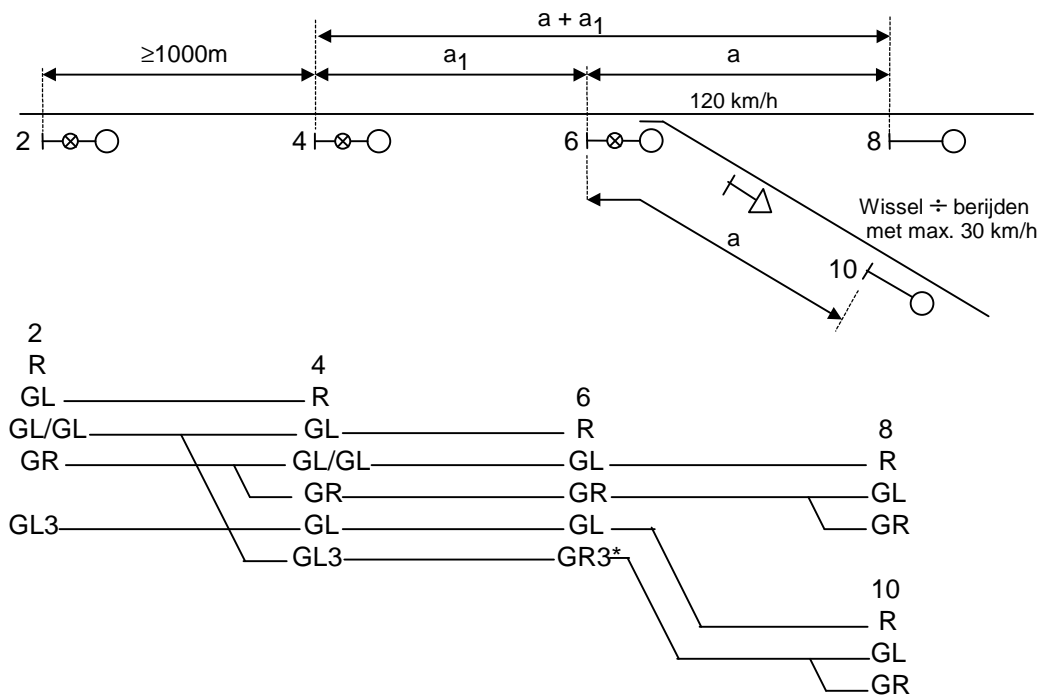 a + a1
≥1000m a1 a
120 km/h
2 4 6 8
Wissel ÷ berijden
met max. 30 km/h
a
10
2
R 4
GL R 6
GL/GL GL R 8
GR GL/GL GL R
GR GR GL
GL3 GL GL GR
GL3 GR3*
10
R
GL
GR